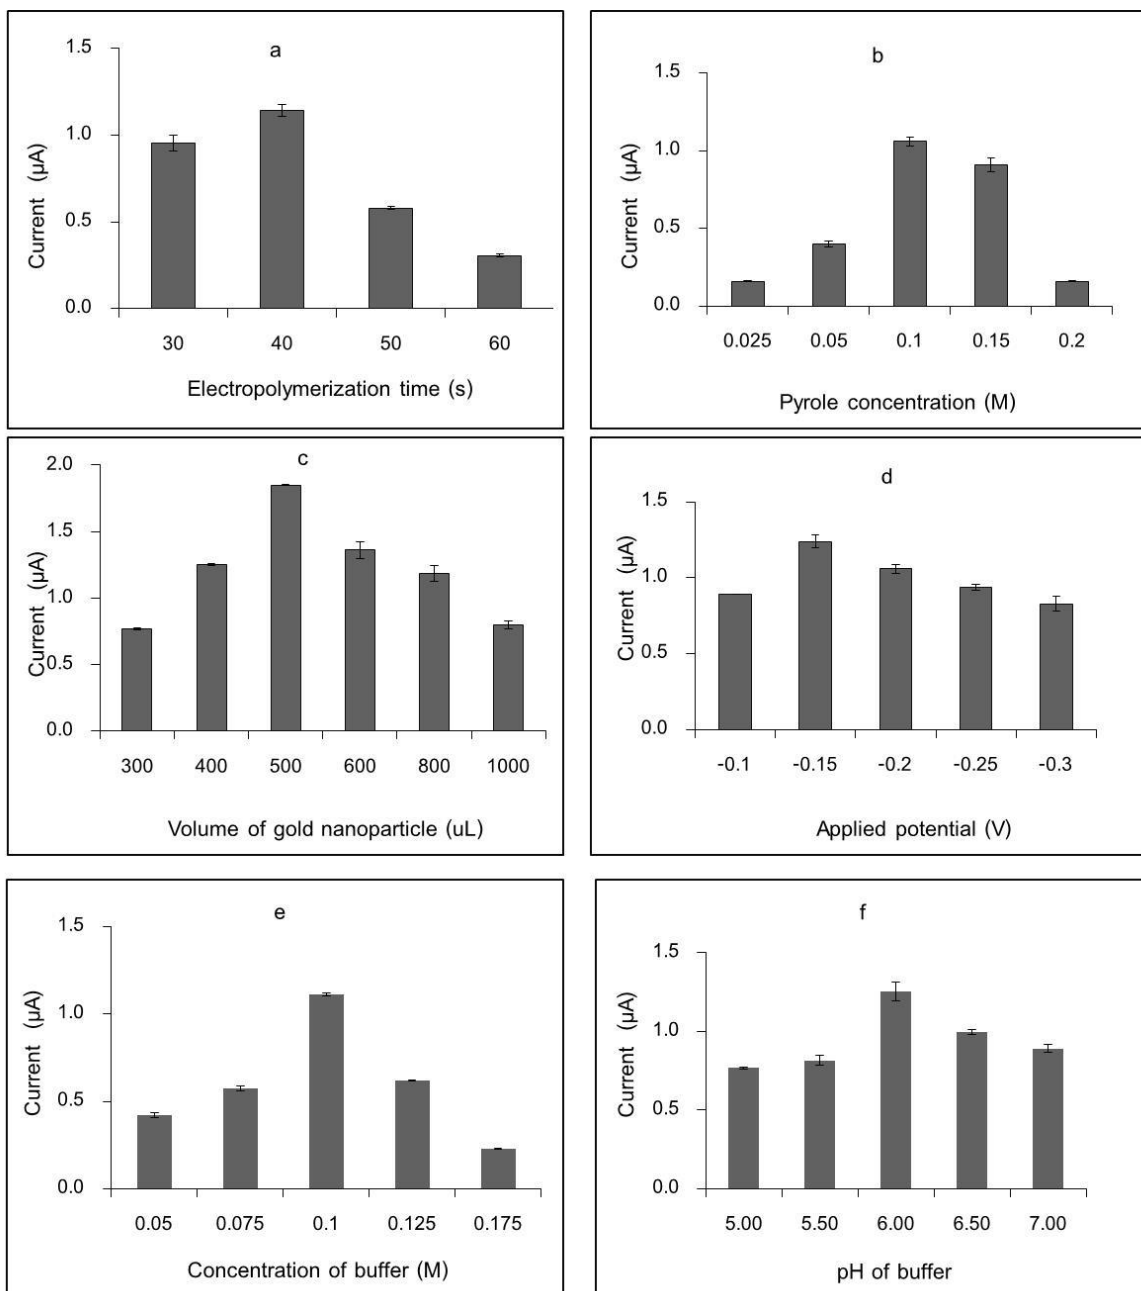 a
1.5
1.0
0.5
0.0
Current (µA)
30 40 50 60
Electropolymerization time (s)
b
1.5
1.0
0.5
0.0
Current (µA)
0.025 0.05 0.1 0.15 0.2
Pyrole concentration (M)
c
2.0
1.5
1.0
0.5
0.0
Current (µA)
300 400 500 600 800 1000
Volume of gold nanoparticle (uL)
d
1.5
1.0
0.5
0.0
Current (µA)
-0.1 -0.15 -0.2 -0.25 -0.3
Applied potential (V)
e
1.5
1.0
0.5
0.0
Current (µA)
0.05 0.075 0.1 0.125 0.175
Concentration of buffer (M)
f
1.5
1.0
0.5
0.0
Current (µA)
5.00 5.50 6.00 6.50 7.00
pH of buffer